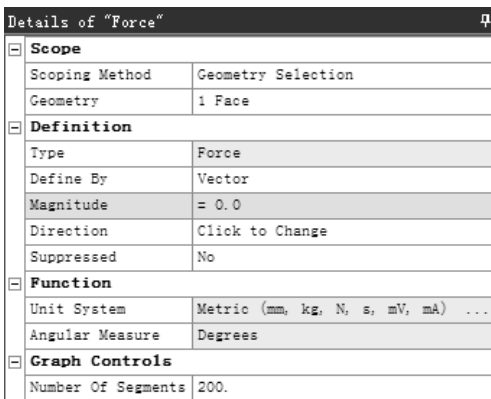 Details of "Force"
Scope
Scoping Method Geometry Selection
Geometry 1 Face
Definition
Type Force
Define By Vector
Magnitude = 0.0
Direction Click to Change
Suppressed No
Function
Unit System Metric (mm, kg, N, s, mV, mA) ...
Angular Measure Degrees
Graph Controls
Number Of Segments 200.